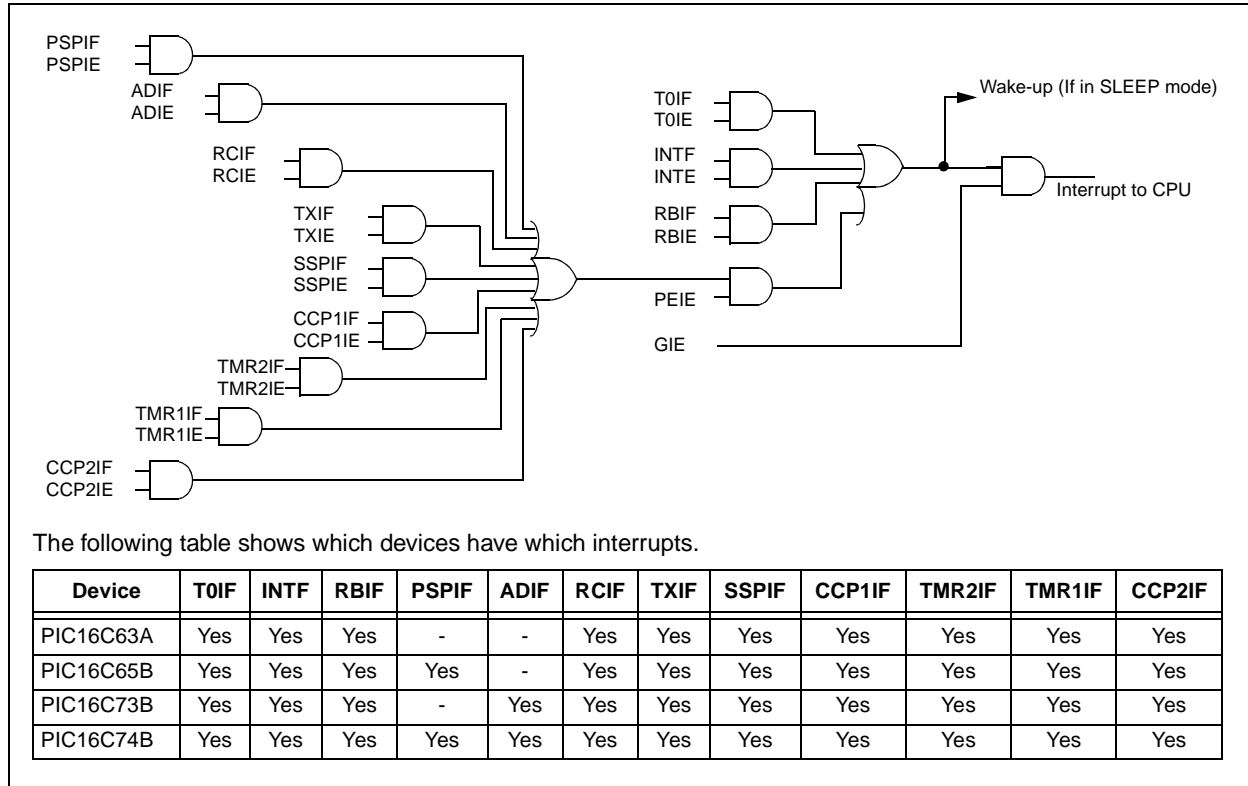 PSPIF
PSPIE
ADIF
ADIE
RCIF
RCIE
TXIF
TXIE
SSPIF
SSPIE
CCP1IF
CCP1IE
TMR2IF
TMR2IE
TMR1IF
TMR1IE
CCP2IF
CCP2IE
T0IF
T0IE
INTF
INTE
RBIF
RBIE
PEIE
GIE
Wake-up (If in SLEEP mode)
Interrupt to CPU
The following table shows which devices have which interrupts.
Device T0IF INTF RBIF PSPIF ADIF RCIF TXIF SSPIF CCP1IF TMR2IF TMR1IF CCP2IF
PIC16C63A Yes Yes Yes - - Yes Yes Yes Yes Yes Yes Yes
PIC16C65B Yes Yes Yes Yes - Yes Yes Yes Yes Yes Yes Yes
PIC16C73B Yes Yes Yes - Yes Yes Yes Yes Yes Yes Yes Yes
PIC16C74B Yes Yes Yes Yes Yes Yes Yes Yes Yes Yes Yes Yes